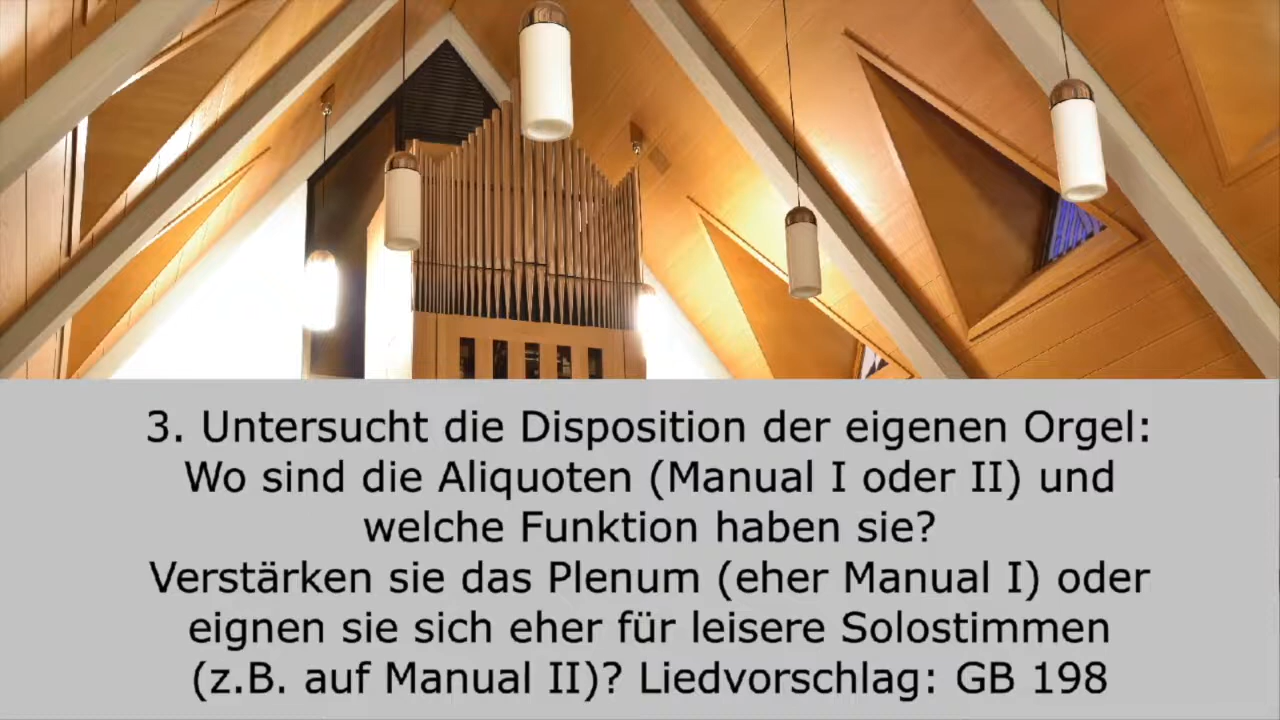 3. Untersucht die Disposition der eigenen Orgel:
Wo sind die Aliquoten (Manual I oder II) und
welche Funktion haben sie?
Verstärken sie das Plenum (eher Manual I) oder
eignen sie sich eher für leisere Solostimmen
(z.B. auf Manual II)? Liedvorschlag: GB 198